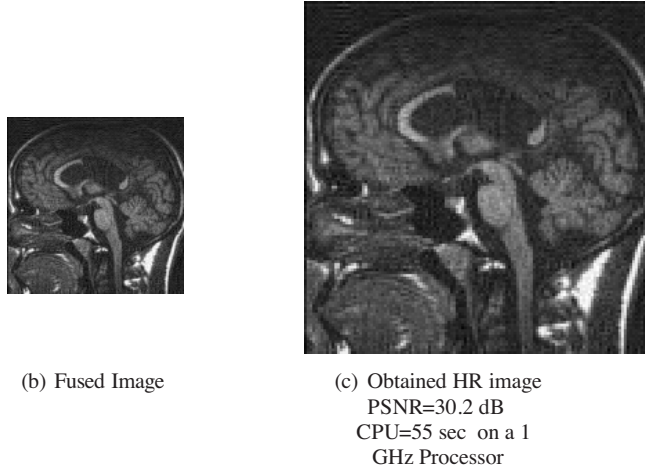 (b) Fused Image
(c) Obtained HR image
PSNR=30.2 dB
CPU=55 sec on a 1
GHz Processor